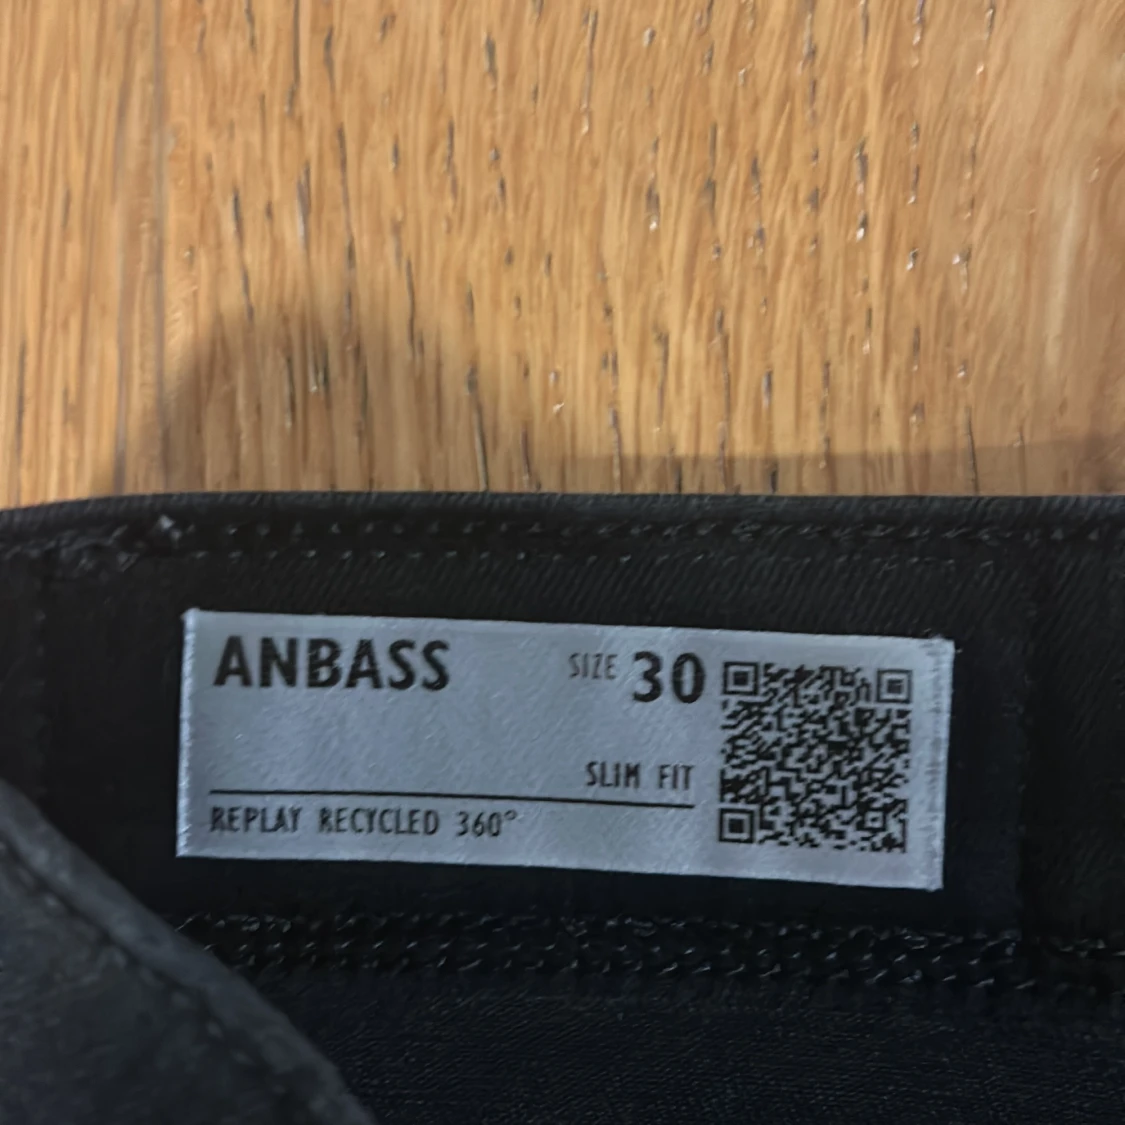 ANBASS SIZE 30
SLIM FIT
REPLAY RECYCLED 360°